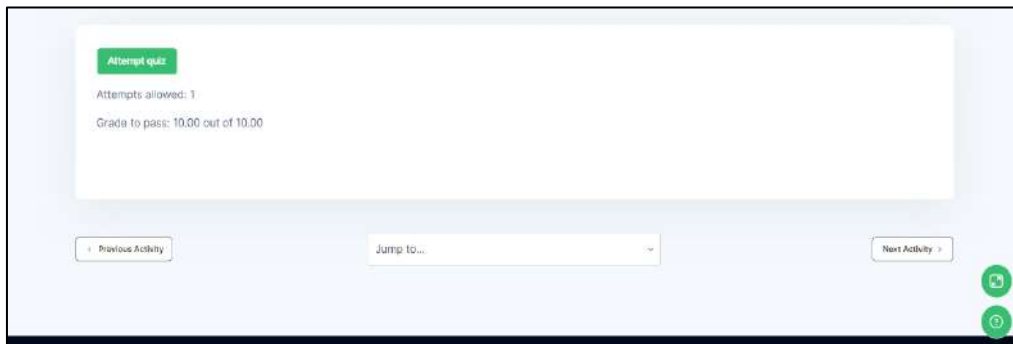 Attempt quiz
Attempts allowed: 1
Grade to pass: 10.00 out of 10.00
Previous Activity
Jump to...
Next Activity